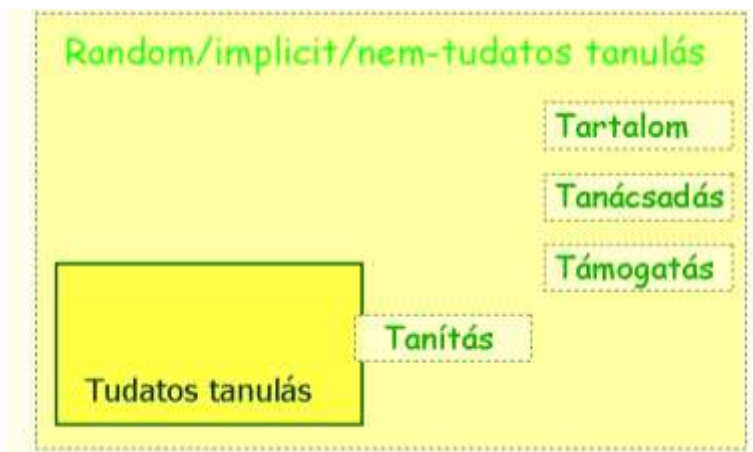 Random/implicit/nem-tudatos tanulás
Tartalom
Tanácsadás
Támogatás
Tanítás
Tudatos tanulás